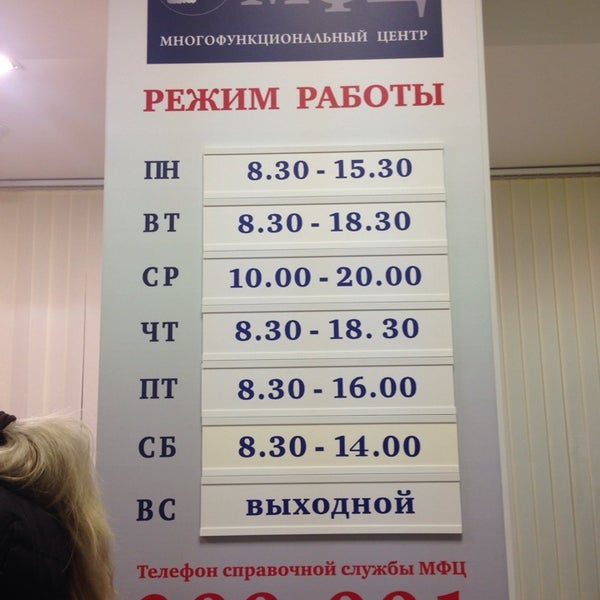 МФЦ
МНОГОФУНКЦИОНАЛЬНЫЙ ЦЕНТР
РЕЖИМ РАБОТЫ
ПН 8.30 - 15.30
ВТ 8.30 - 18.30
СР 10.00 - 20.00
ЧТ 8.30 - 18. 30
ПТ 8.30 - 16.00
СБ 8.30 - 14.00
ВС ВЫХОДНОЙ
Телефон справочной службы МФЦ